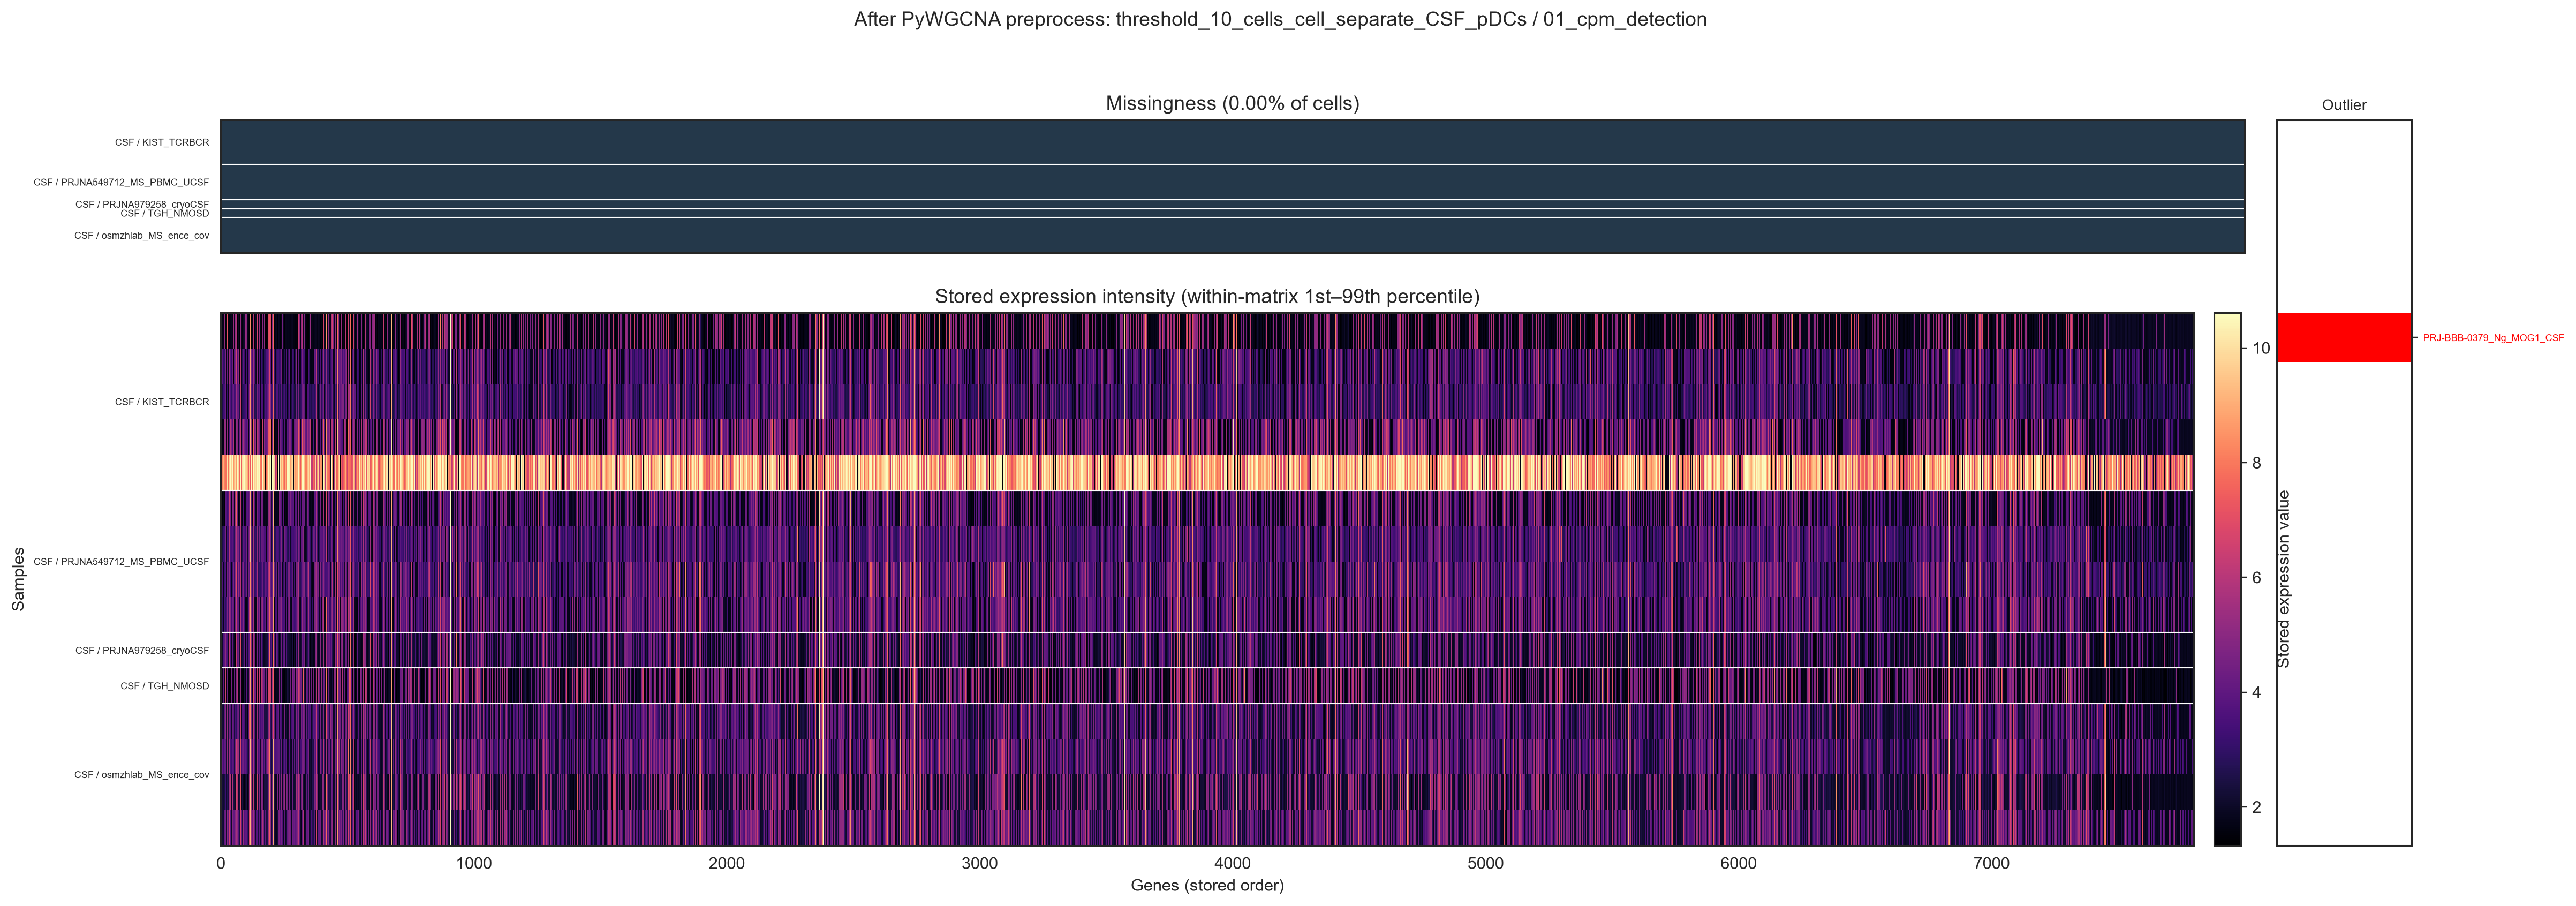 After PyWGCNA preprocess: threshold_10_cells_cell_separate_CSF_pDCs / 01_cpm_detection
Missingness (0.00% of cells)
Outlier
CSF / KIST_TCRBCR
CSF / PRJNA549712_MS_PBMC_UCSF
CSF / PRJNA979258_cryoCSF
CSF / TGH_NMOSD
CSF / osmzhlab_MS_ence_cov
Stored expression intensity (within-matrix 1st–99th percentile)
PRJ-BBB-0379_Ng_MOG1_CSF
CSF / KIST_TCRBCR
CSF / PRJNA549712_MS_PBMC_UCSF
CSF / PRJNA979258_cryoCSF
CSF / TGH_NMOSD
CSF / osmzhlab_MS_ence_cov
Samples
10
8
6
4
2
Stored expression value
0 1000 2000 3000 4000 5000 6000 7000
Genes (stored order)